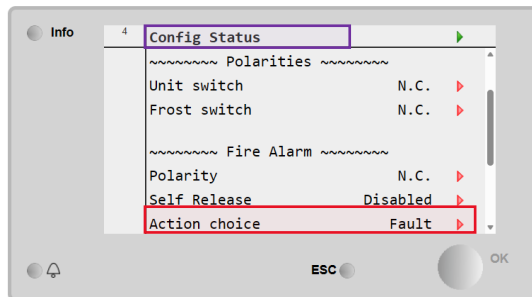 Info
4
Config Status
~~~~~~~~ Polarities ~~~~~~~~
Unit switch N.C.
Frost switch N.C.
~~~~~~~~ Fire Alarm ~~~~~~~~
Polarity N.C.
Self Release Disabled
Action choice Fault
ESC
OK